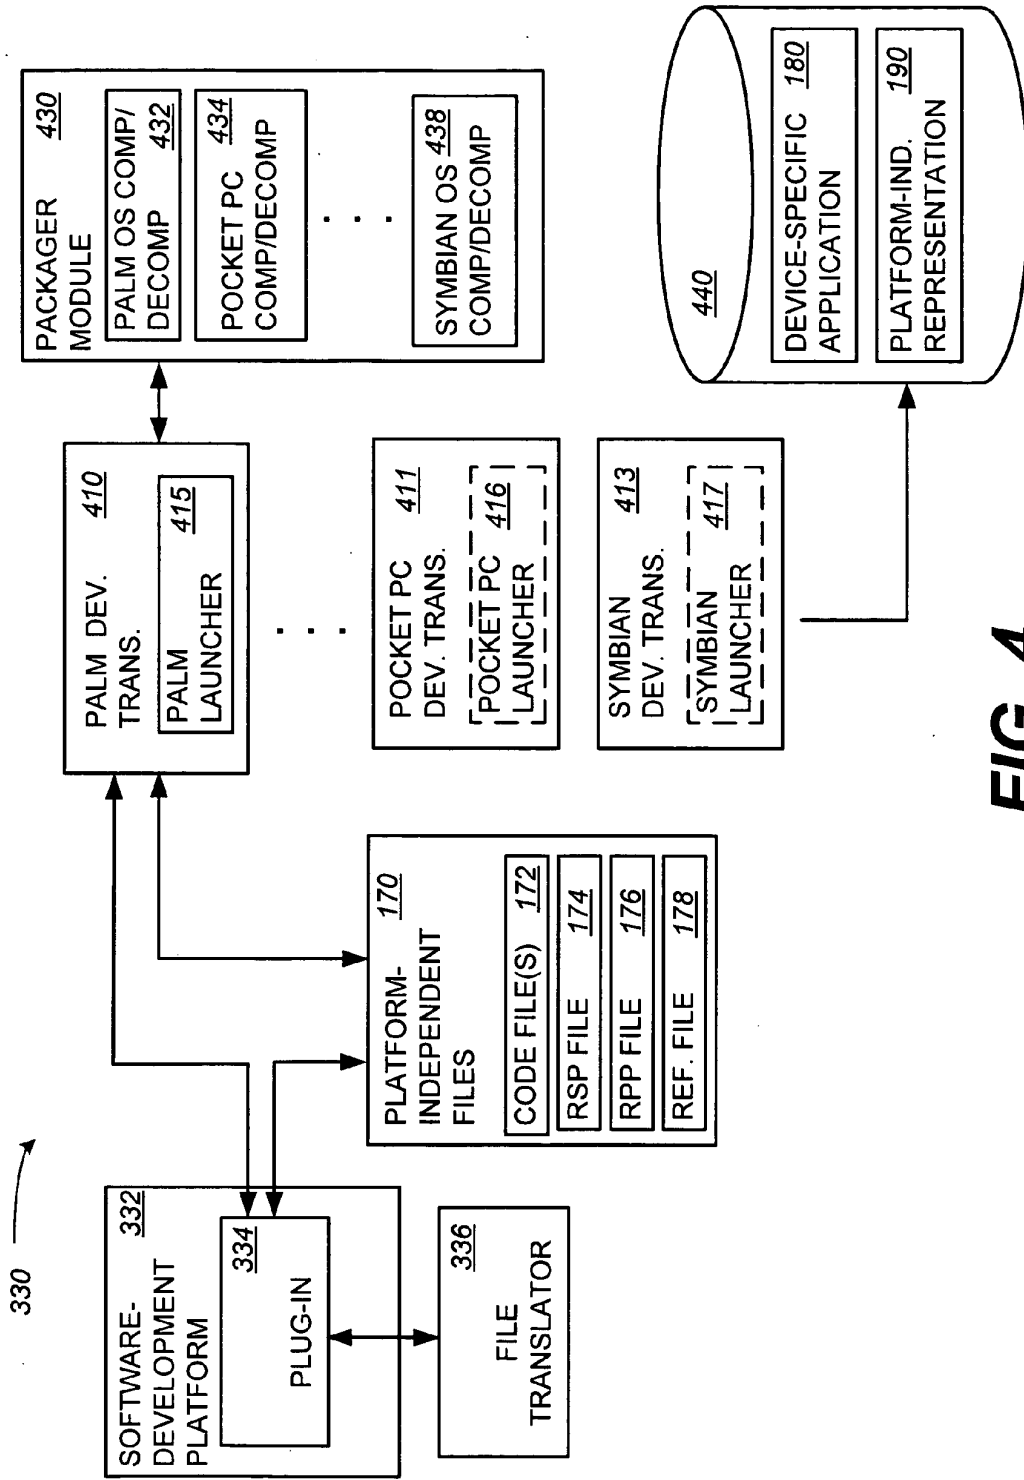 330
SOFTWARE-
DEVELOPMENT
PLATFORM
332
334
PLUG-IN
336
FILE
TRANSLATOR
PLATFORM-
INDEPENDENT
FILES
170
CODE FILE(S) 172
RSP FILE 174
RPP FILE 176
REF. FILE 178
PALM DEV.
TRANS.
410
PALM
LAUNCHER
415
. . .
POCKET PC
DEV. TRANS.
411
POCKET PC
LAUNCHER
416
SYMBIAN
DEV. TRANS.
413
SYMBIAN
LAUNCHER
417
PACKAGER
MODULE
430
PALM OS COMP/
DECOMP 432
POCKET PC
COMP/DECOMP
434
. . .
SYMBIAN OS
COMP/DECOMP
438
440
DEVICE-SPECIFIC
APPLICATION
180
PLATFORM-IND.
REPRESENTATION
190
FIG. 4